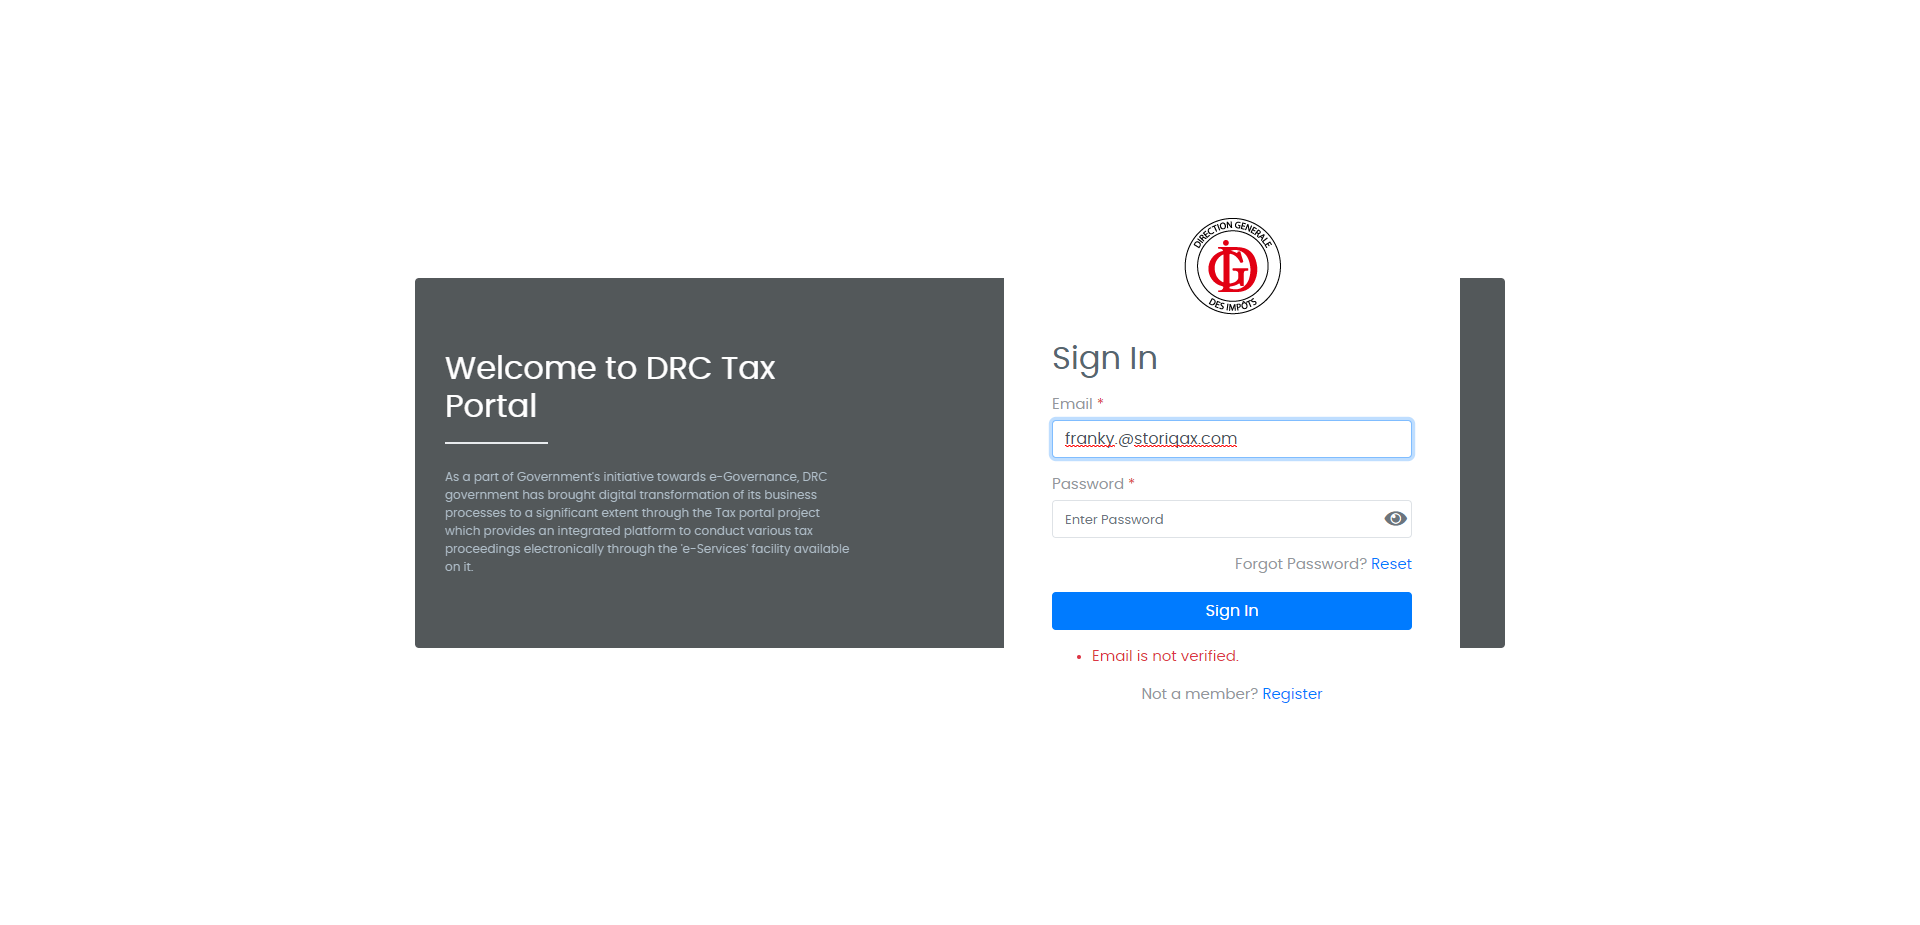 Welcome to DRC Tax
Portal
As a part of Government's initiative towards e-Governance, DRC
government has brought digital transformation of its business
processes to a significant extent through the Tax portal project
which provides an integrated platform to conduct various tax
proceedings electronically through the 'e-Services' facility available
on it.
DIRECTION GENERALE
DGI
DES IMPÔTS
Sign In
Email *
franky.@storiqax.com
Password *
Enter Password
Forgot Password? Reset
Sign In
• Email is not verified.
Not a member? Register